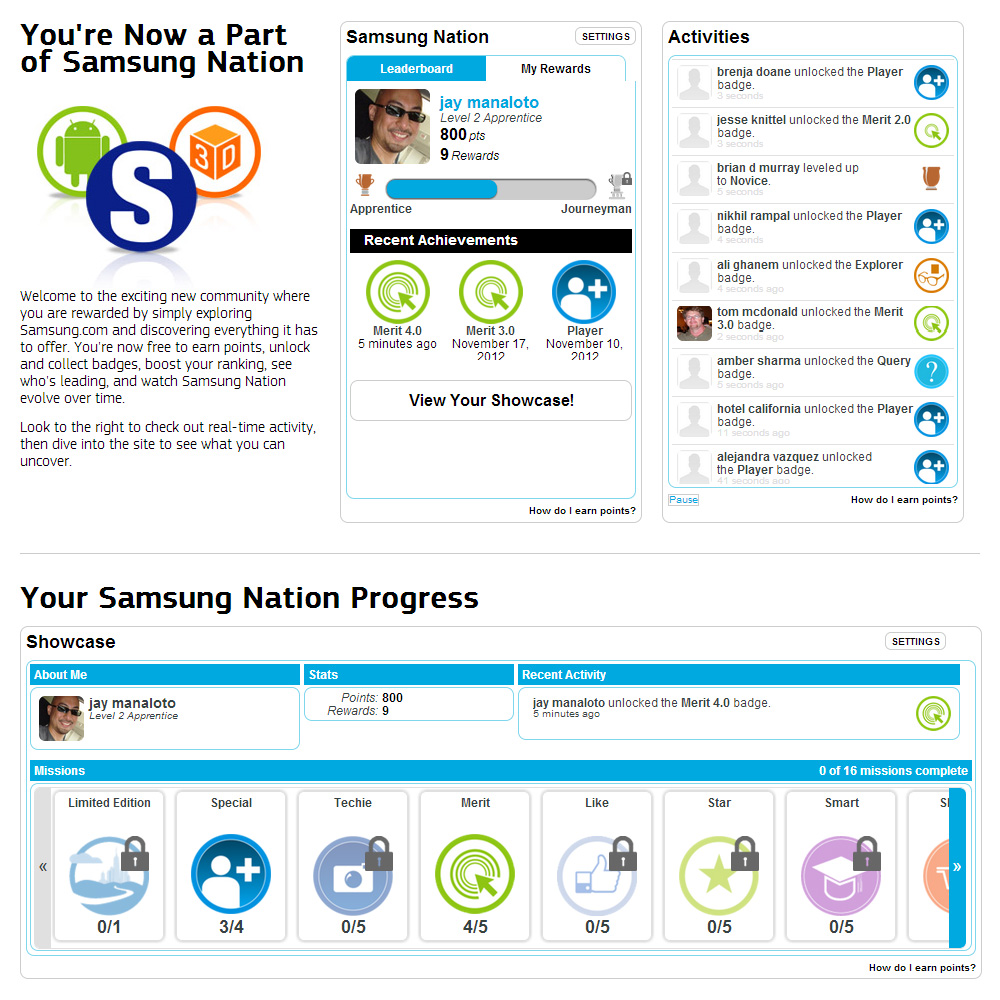 You're Now a Part
of Samsung Nation
3D
S
Welcome to the exciting new community where
you are rewarded by simply exploring
Samsung.com and discovering everything it has
to offer. You're now free to earn points, unlock
and collect badges, boost your ranking, see
who's leading, and watch Samsung Nation
evolve over time.
Look to the right to check out real-time activity,
then dive into the site to see what you can
uncover.
Samsung Nation
SETTINGS
Leaderboard
My Rewards
jay manaloto
Level 2 Apprentice
800 pts
9 Rewards
Apprentice
Journeyman
Recent Achievements
Merit 4.0
5 minutes ago
Merit 3.0
November 17,
2012
Player
November 10,
2012
View Your Showcase!
How do I earn points?
Activities
brenja doane unlocked the Player
badge.
3 seconds
jesse knittel unlocked the Merit 2.0
badge.
3 seconds
brian d murray leveled up
to Novice.
5 seconds
nikhil rampal unlocked the Player
badge.
4 seconds
ali ghanem unlocked the Explorer
badge.
4 seconds ago
tom mcdonald unlocked the Merit
3.0 badge.
2 seconds ago
amber sharma unlocked the Query
badge.
5 seconds ago
?
hotel california unlocked the Player
badge.
11 seconds ago
alejandra vazquez unlocked
the Player badge.
41 seconds ago
Pause
How do I earn points?
Your Samsung Nation Progress
Showcase
SETTINGS
About Me
jay manaloto
Level 2 Apprentice
Stats
Points: 800
Rewards: 9
Recent Activity
jay manaloto unlocked the Merit 4.0 badge.
5 minutes ago
Missions
0 of 16 missions complete
«
Limited Edition
0/1
Special
3/4
Techie
0/5
Merit
4/5
Like
0/5
Star
0/5
Smart
0/5
»
How do I earn points?